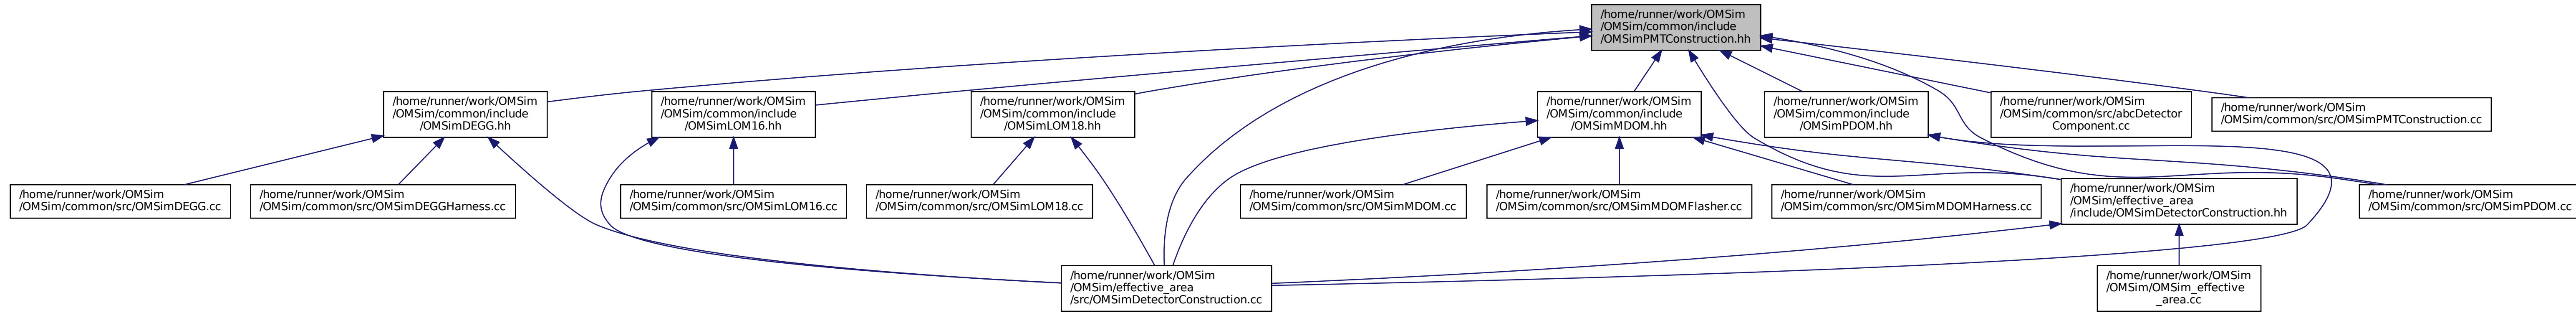 /home/runner/work/OMSim
/OMSim/common/include
/OMSimPMTConstruction.hh
/home/runner/work/OMSim
/OMSim/common/include
/OMSimDEGG.hh
/home/runner/work/OMSim
/OMSim/common/include
/OMSimLOM16.hh
/home/runner/work/OMSim
/OMSim/common/include
/OMSimLOM18.hh
/home/runner/work/OMSim
/OMSim/common/include
/OMSimMDOM.hh
/home/runner/work/OMSim
/OMSim/common/include
/OMSimPDOM.hh
/home/runner/work/OMSim
/OMSim/common/src/abcDetector
Component.cc
/home/runner/work/OMSim
/OMSim/common/src/OMSimPMTConstruction.cc
/home/runner/work/OMSim
/OMSim/common/src/OMSimDEGG.cc
/home/runner/work/OMSim
/OMSim/common/src/OMSimDEGGHarness.cc
/home/runner/work/OMSim
/OMSim/common/src/OMSimLOM16.cc
/home/runner/work/OMSim
/OMSim/common/src/OMSimLOM18.cc
/home/runner/work/OMSim
/OMSim/common/src/OMSimMDOM.cc
/home/runner/work/OMSim
/OMSim/common/src/OMSimMDOMFlasher.cc
/home/runner/work/OMSim
/OMSim/common/src/OMSimMDOMHarness.cc
/home/runner/work/OMSim
/OMSim/effective_area
/include/OMSimDetectorConstruction.hh
/home/runner/work/OMSim
/OMSim/common/src/OMSimPDOM.cc
/home/runner/work/OMSim
/OMSim/effective_area
/src/OMSimDetectorConstruction.cc
/home/runner/work/OMSim
/OMSim/OMSim_effective
_area.cc